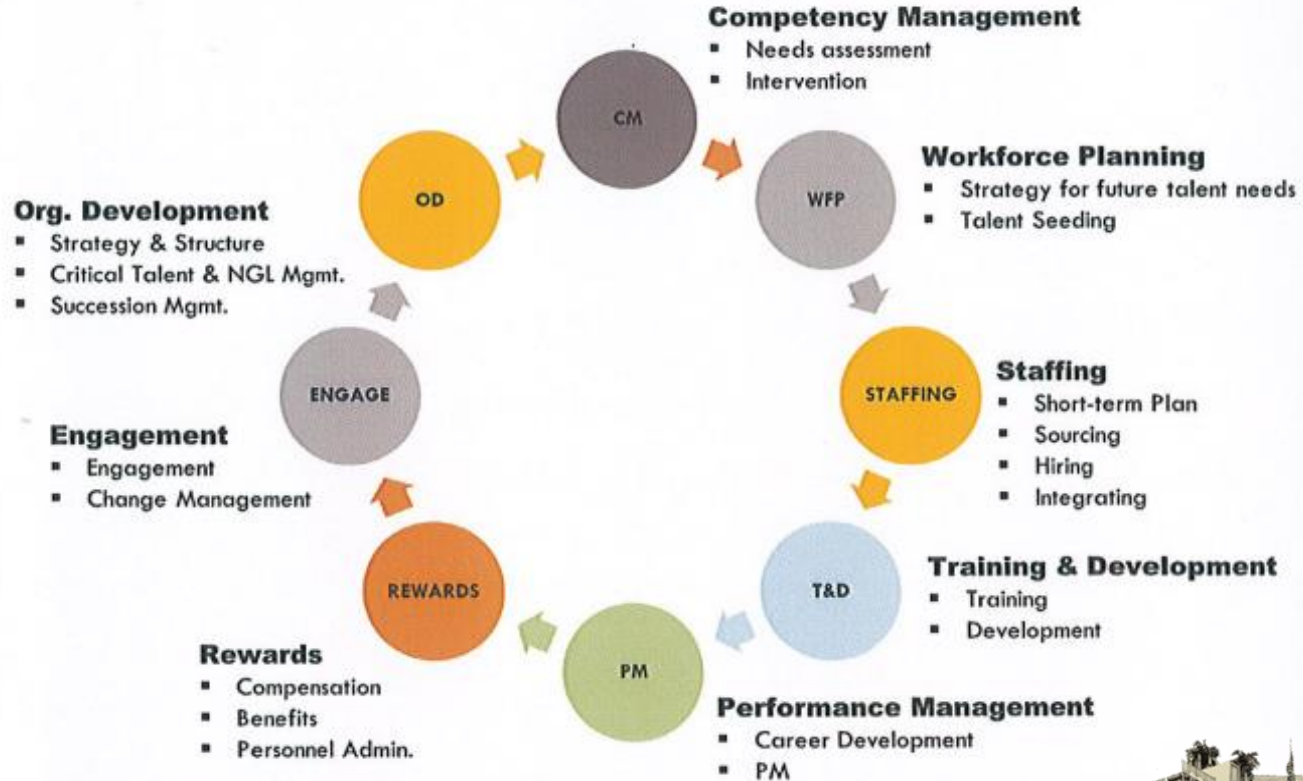 Competency Management
▪ Needs assessment
▪ Intervention
CM
Workforce Planning
▪ Strategy for future talent needs
▪ Talent Seeding
WFP
OD
Org. Development
▪ Strategy & Structure
▪ Critical Talent & NGL Mgmt.
▪ Succession Mgmt.
ENGAGE
STAFFING
Staffing
▪ Short-term Plan
▪ Sourcing
▪ Hiring
▪ Integrating
Engagement
▪ Engagement
▪ Change Management
REWARDS
T&D
Training & Development
▪ Training
▪ Development
Rewards
▪ Compensation
▪ Benefits
▪ Personnel Admin.
PM
Performance Management
▪ Career Development
▪ PM